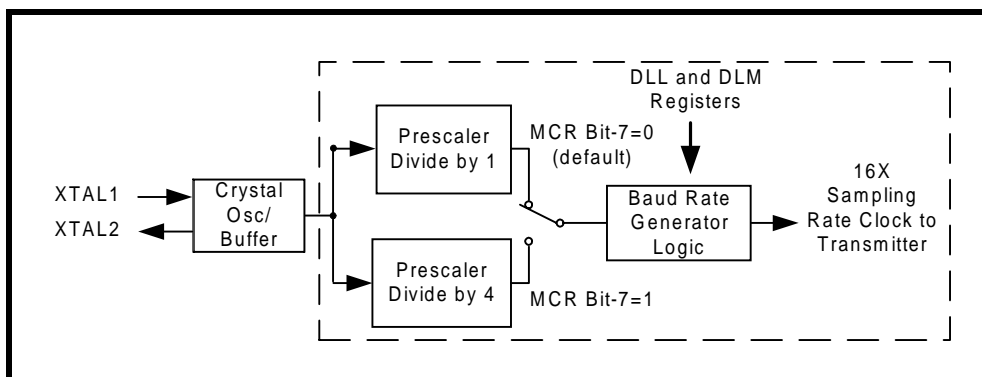 DLL and DLM
Registers
Prescaler
Divide by 1
MCR Bit-7=0
(default)
XTAL1
XTAL2
Crystal
Osc/
Buffer
Baud Rate
Generator
Logic
16X
Sampling
Rate Clock to
Transmitter
Prescaler
Divide by 4
MCR Bit-7=1